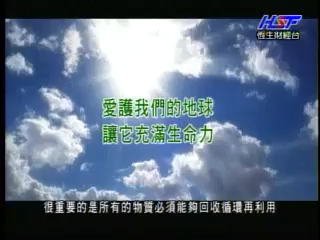 HSF
恆生財經台
愛護我們的地球
讓它充滿生命力
很重要的是所有的物質必須能夠回收循環再利用